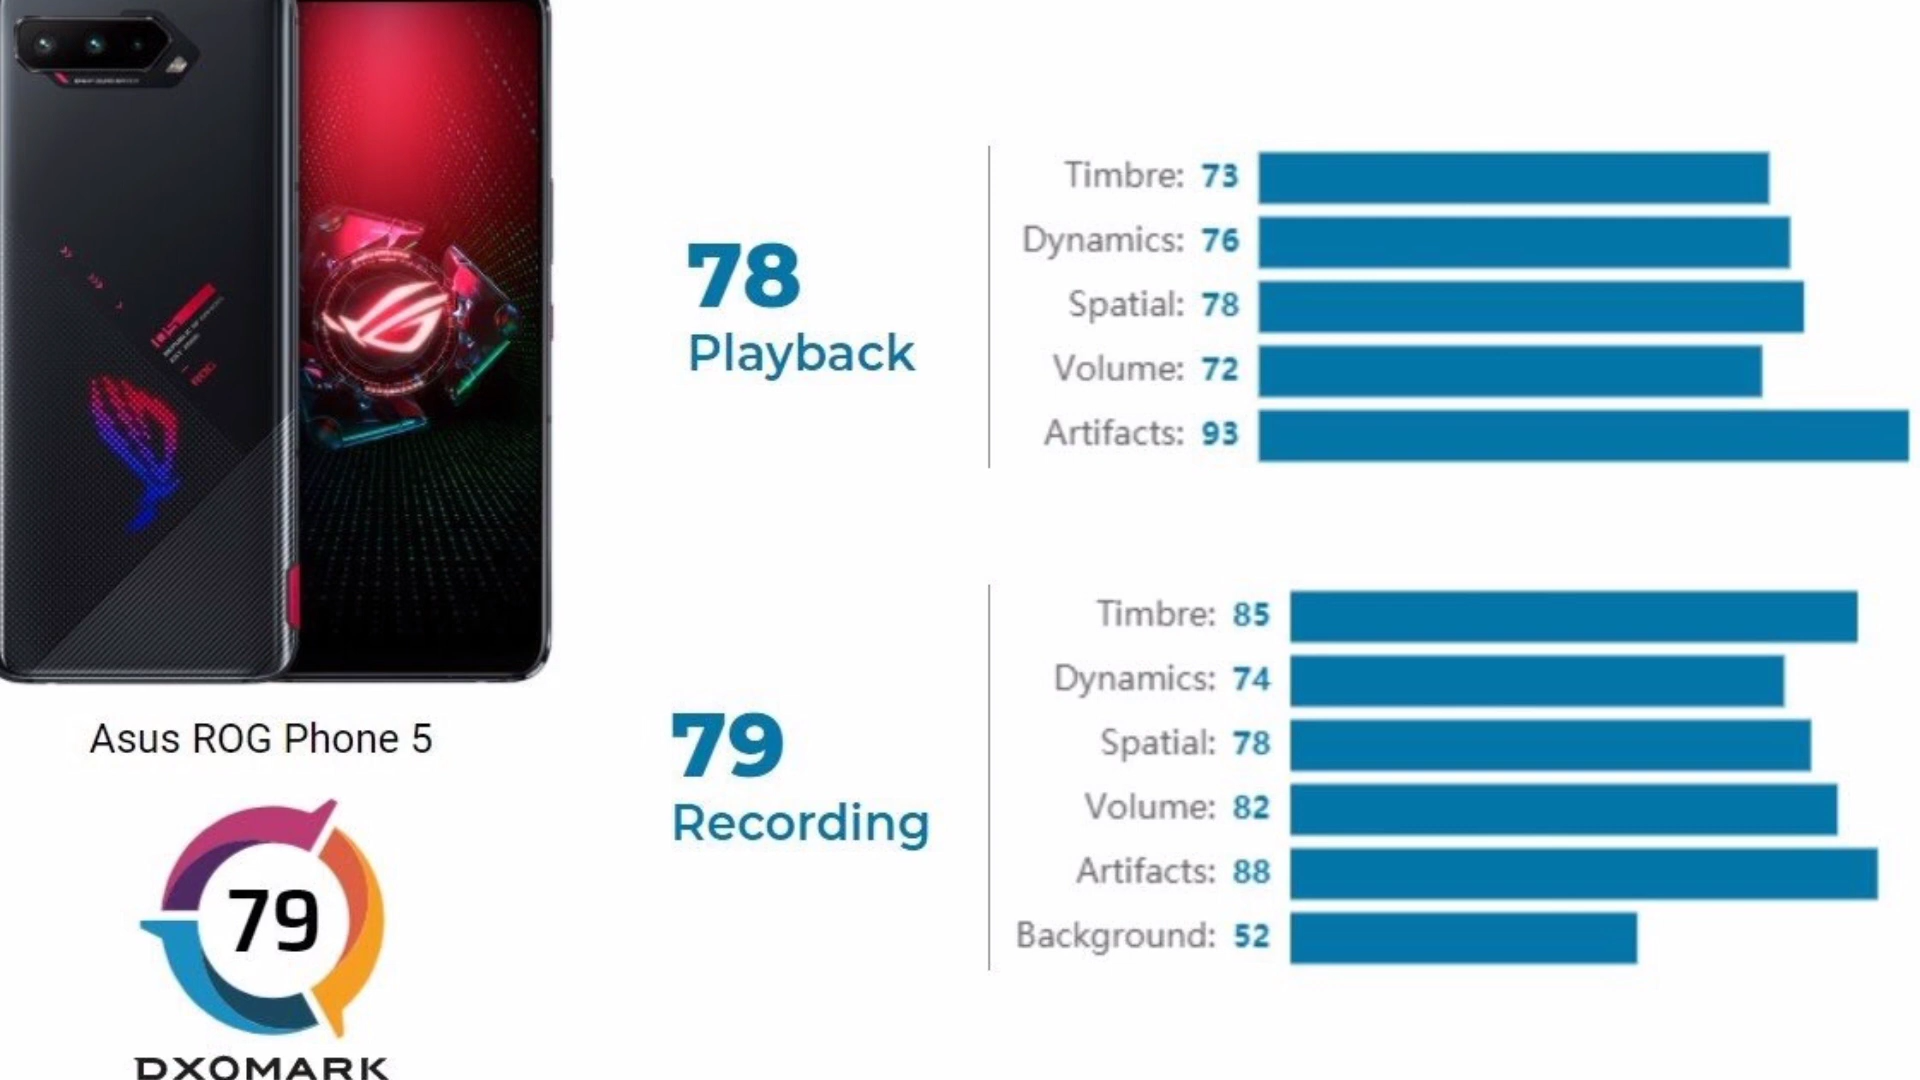 78
Playback
Timbre: 73
Dynamics: 76
Spatial: 78
Volume: 72
Artifacts: 93
79
Recording
Timbre: 85
Dynamics: 74
Spatial: 78
Volume: 82
Artifacts: 88
Background: 52
Asus ROG Phone 5
79
DXOMARK